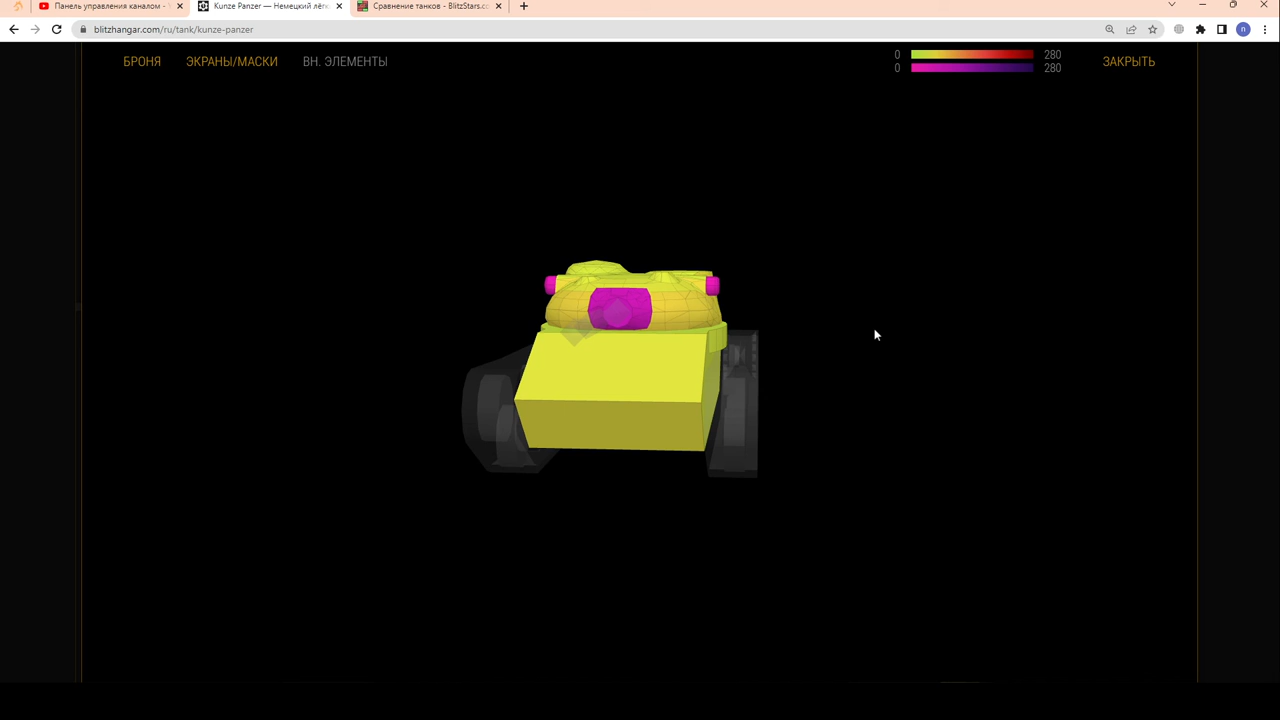 Панель управления каналом -
Kunze Panzer — Немецкий лёгк
Сравнение танков - BlitzStars.co
blitzhangar.com/ru/tank/kunze-panzer
n
БРОНЯ ЭКРАНЫ/МАСКИ ВН. ЭЛЕМЕНТЫ 0 280 ЗАКРЫТЬ
0 280